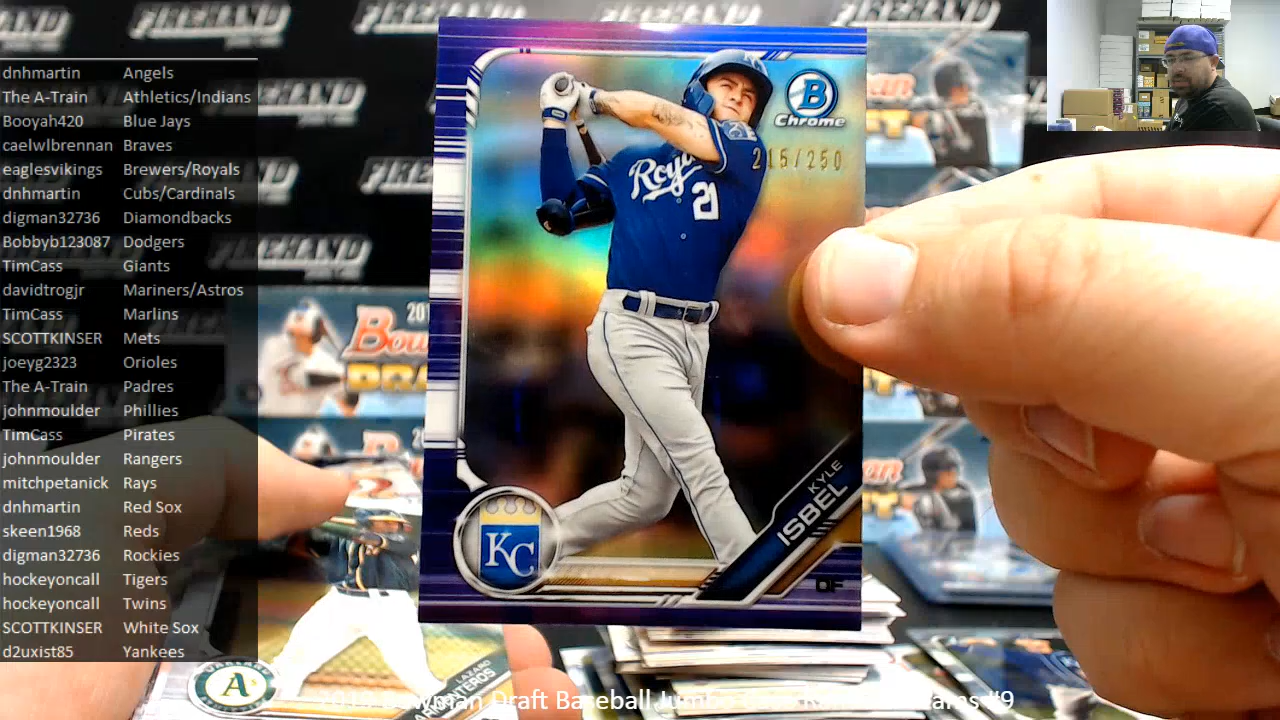 FIREHAND
dnhmartin Angels
The A-Train Athletics/Indians
Booyah420 Blue Jays
caelwlbrennan Braves
eaglesvikings Brewers/Royals
dnhmartin Cubs/Cardinals
digman32736 Diamondbacks
Bobbyb123087 Dodgers
TimCass Giants
davidtrogjr Mariners/Astros
TimCass Marlins
SCOTTKINSER Mets
joeyg2323 Orioles
The A-Train Padres
johnmoulder Phillies
TimCass Pirates
johnmoulder Rangers
mitchpetanick Rays
dnhmartin Red Sox
skeen1968 Reds
digman32736 Rockies
hockeyoncall Tigers
hockeyoncall Twins
SCOTTKINSER White Sox
d2uxist85 Yankees
B
Chrome
215/250
Royals
21
KYLE
ISBEL
KC
OF
A's
LAZARO
Bowman Draft Baseball Jumbo
#9